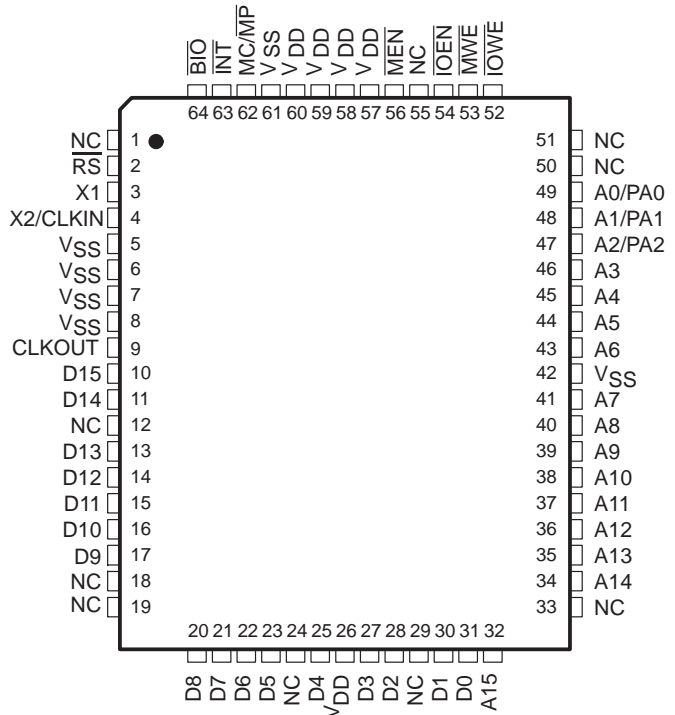 BIO
INT
MC/MP
VSS
VDD
VDD
VDD
VDD
MEN
NC
IOEN
MWE
IOWE
64 63 62 61 60 59 58 57 56 55 54 53 52
NC 1
RS 2
X1 3
X2/CLKIN 4
VSS 5
VSS 6
VSS 7
VSS 8
CLKOUT 9
D15 10
D14 11
NC 12
D13 13
D12 14
D11 15
D10 16
D9 17
NC 18
NC 19
51 NC
50 NC
49 A0/PA0
48 A1/PA1
47 A2/PA2
46 A3
45 A4
44 A5
43 A6
42 VSS
41 A7
40 A8
39 A9
38 A10
37 A11
36 A12
35 A13
34 A14
33 NC
20 21 22 23 24 25 26 27 28 29 30 31 32
D8
D7
D6
D5
NC
D4
VDD
D3
D2
NC
D1
D0
A15